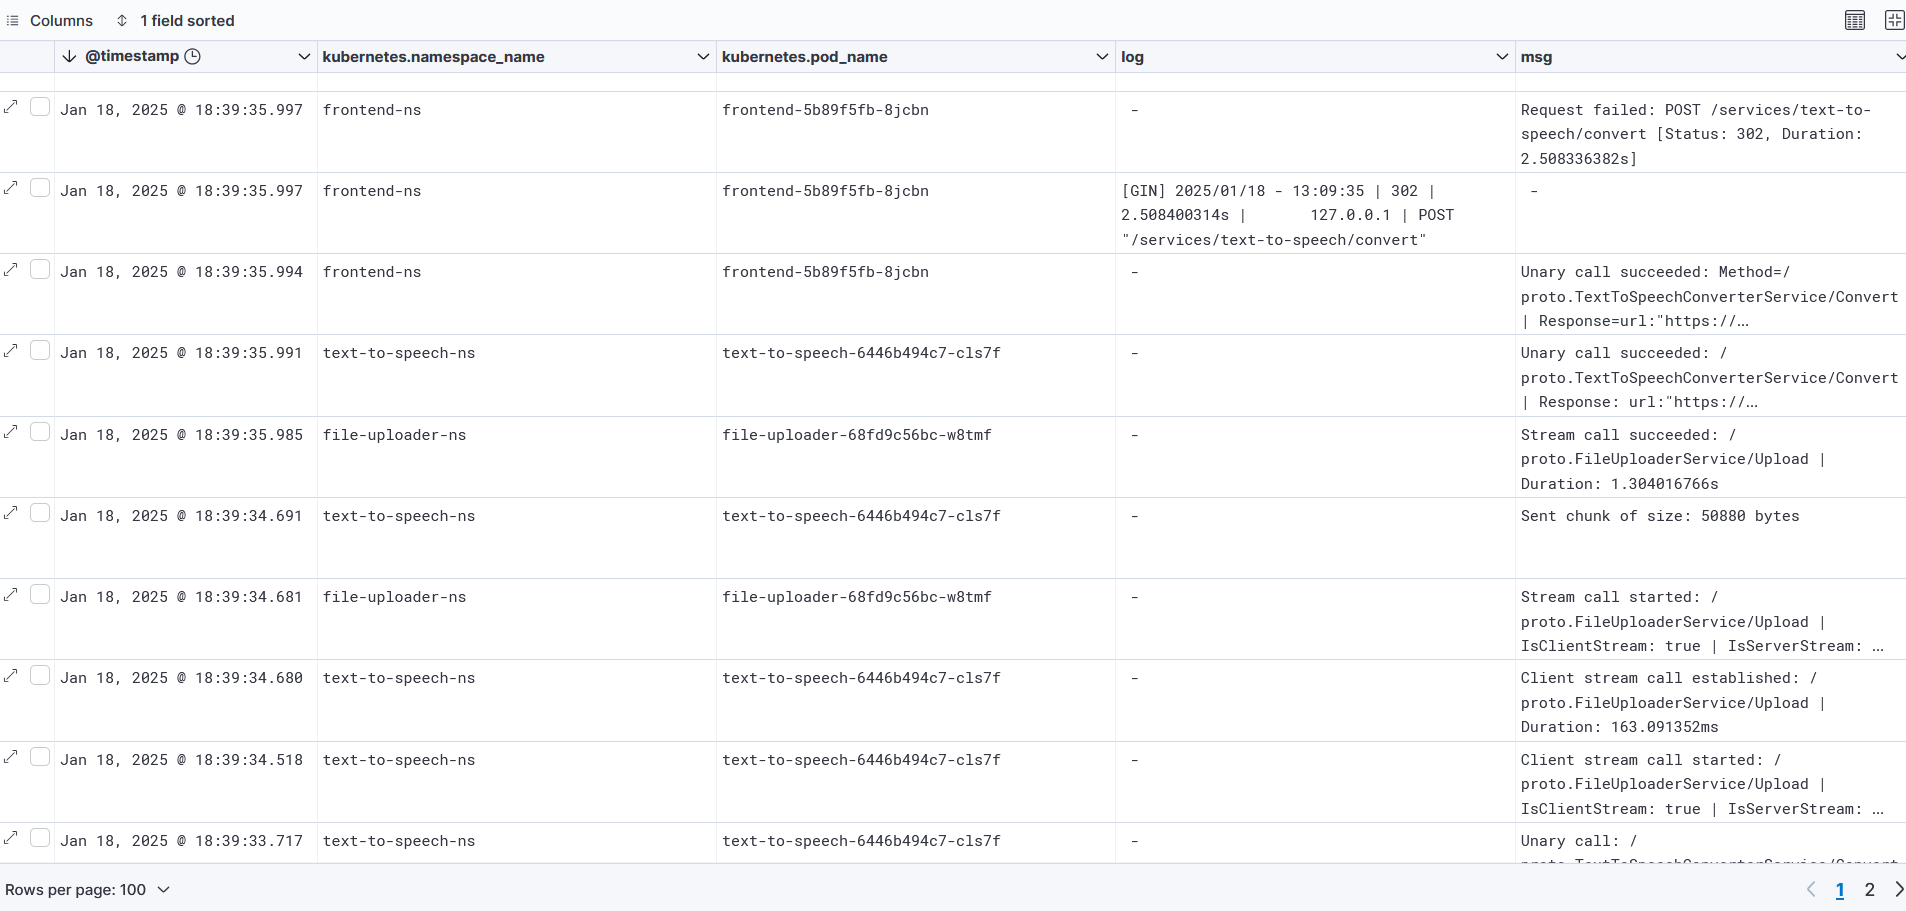 Columns 1 field sorted
@timestamp kubernetes.namespace_name kubernetes.pod_name log msg
Jan 18, 2025 @ 18:39:35.997 frontend-ns frontend-5b89f5fb-8jcbn - Request failed: POST /services/text-to-
speech/convert [Status: 302, Duration:
2.508336382s]
Jan 18, 2025 @ 18:39:35.997 frontend-ns frontend-5b89f5fb-8jcbn [GIN] 2025/01/18 - 13:09:35 | 302 | -
2.508400314s | 127.0.0.1 | POST
"/services/text-to-speech/convert"
Jan 18, 2025 @ 18:39:35.994 frontend-ns frontend-5b89f5fb-8jcbn - Unary call succeeded: Method=/
proto.TextToSpeechConverterService/Convert
| Response=url:"https://...
Jan 18, 2025 @ 18:39:35.991 text-to-speech-ns text-to-speech-6446b494c7-cls7f - Unary call succeeded: /
proto.TextToSpeechConverterService/Convert
| Response: url:"https://...
Jan 18, 2025 @ 18:39:35.985 file-uploader-ns file-uploader-68fd9c56bc-w8tmf - Stream call succeeded: /
proto.FileUploaderService/Upload |
Duration: 1.304016766s
Jan 18, 2025 @ 18:39:34.691 text-to-speech-ns text-to-speech-6446b494c7-cls7f - Sent chunk of size: 50880 bytes
Jan 18, 2025 @ 18:39:34.681 file-uploader-ns file-uploader-68fd9c56bc-w8tmf - Stream call started: /
proto.FileUploaderService/Upload |
IsClientStream: true | IsServerStream: ...
Jan 18, 2025 @ 18:39:34.680 text-to-speech-ns text-to-speech-6446b494c7-cls7f - Client stream call established: /
proto.FileUploaderService/Upload |
Duration: 163.091352ms
Jan 18, 2025 @ 18:39:34.518 text-to-speech-ns text-to-speech-6446b494c7-cls7f - Client stream call started: /
proto.FileUploaderService/Upload |
IsClientStream: true | IsServerStream: ...
Jan 18, 2025 @ 18:39:33.717 text-to-speech-ns text-to-speech-6446b494c7-cls7f - Unary call: /
Rows per page: 100 1 2